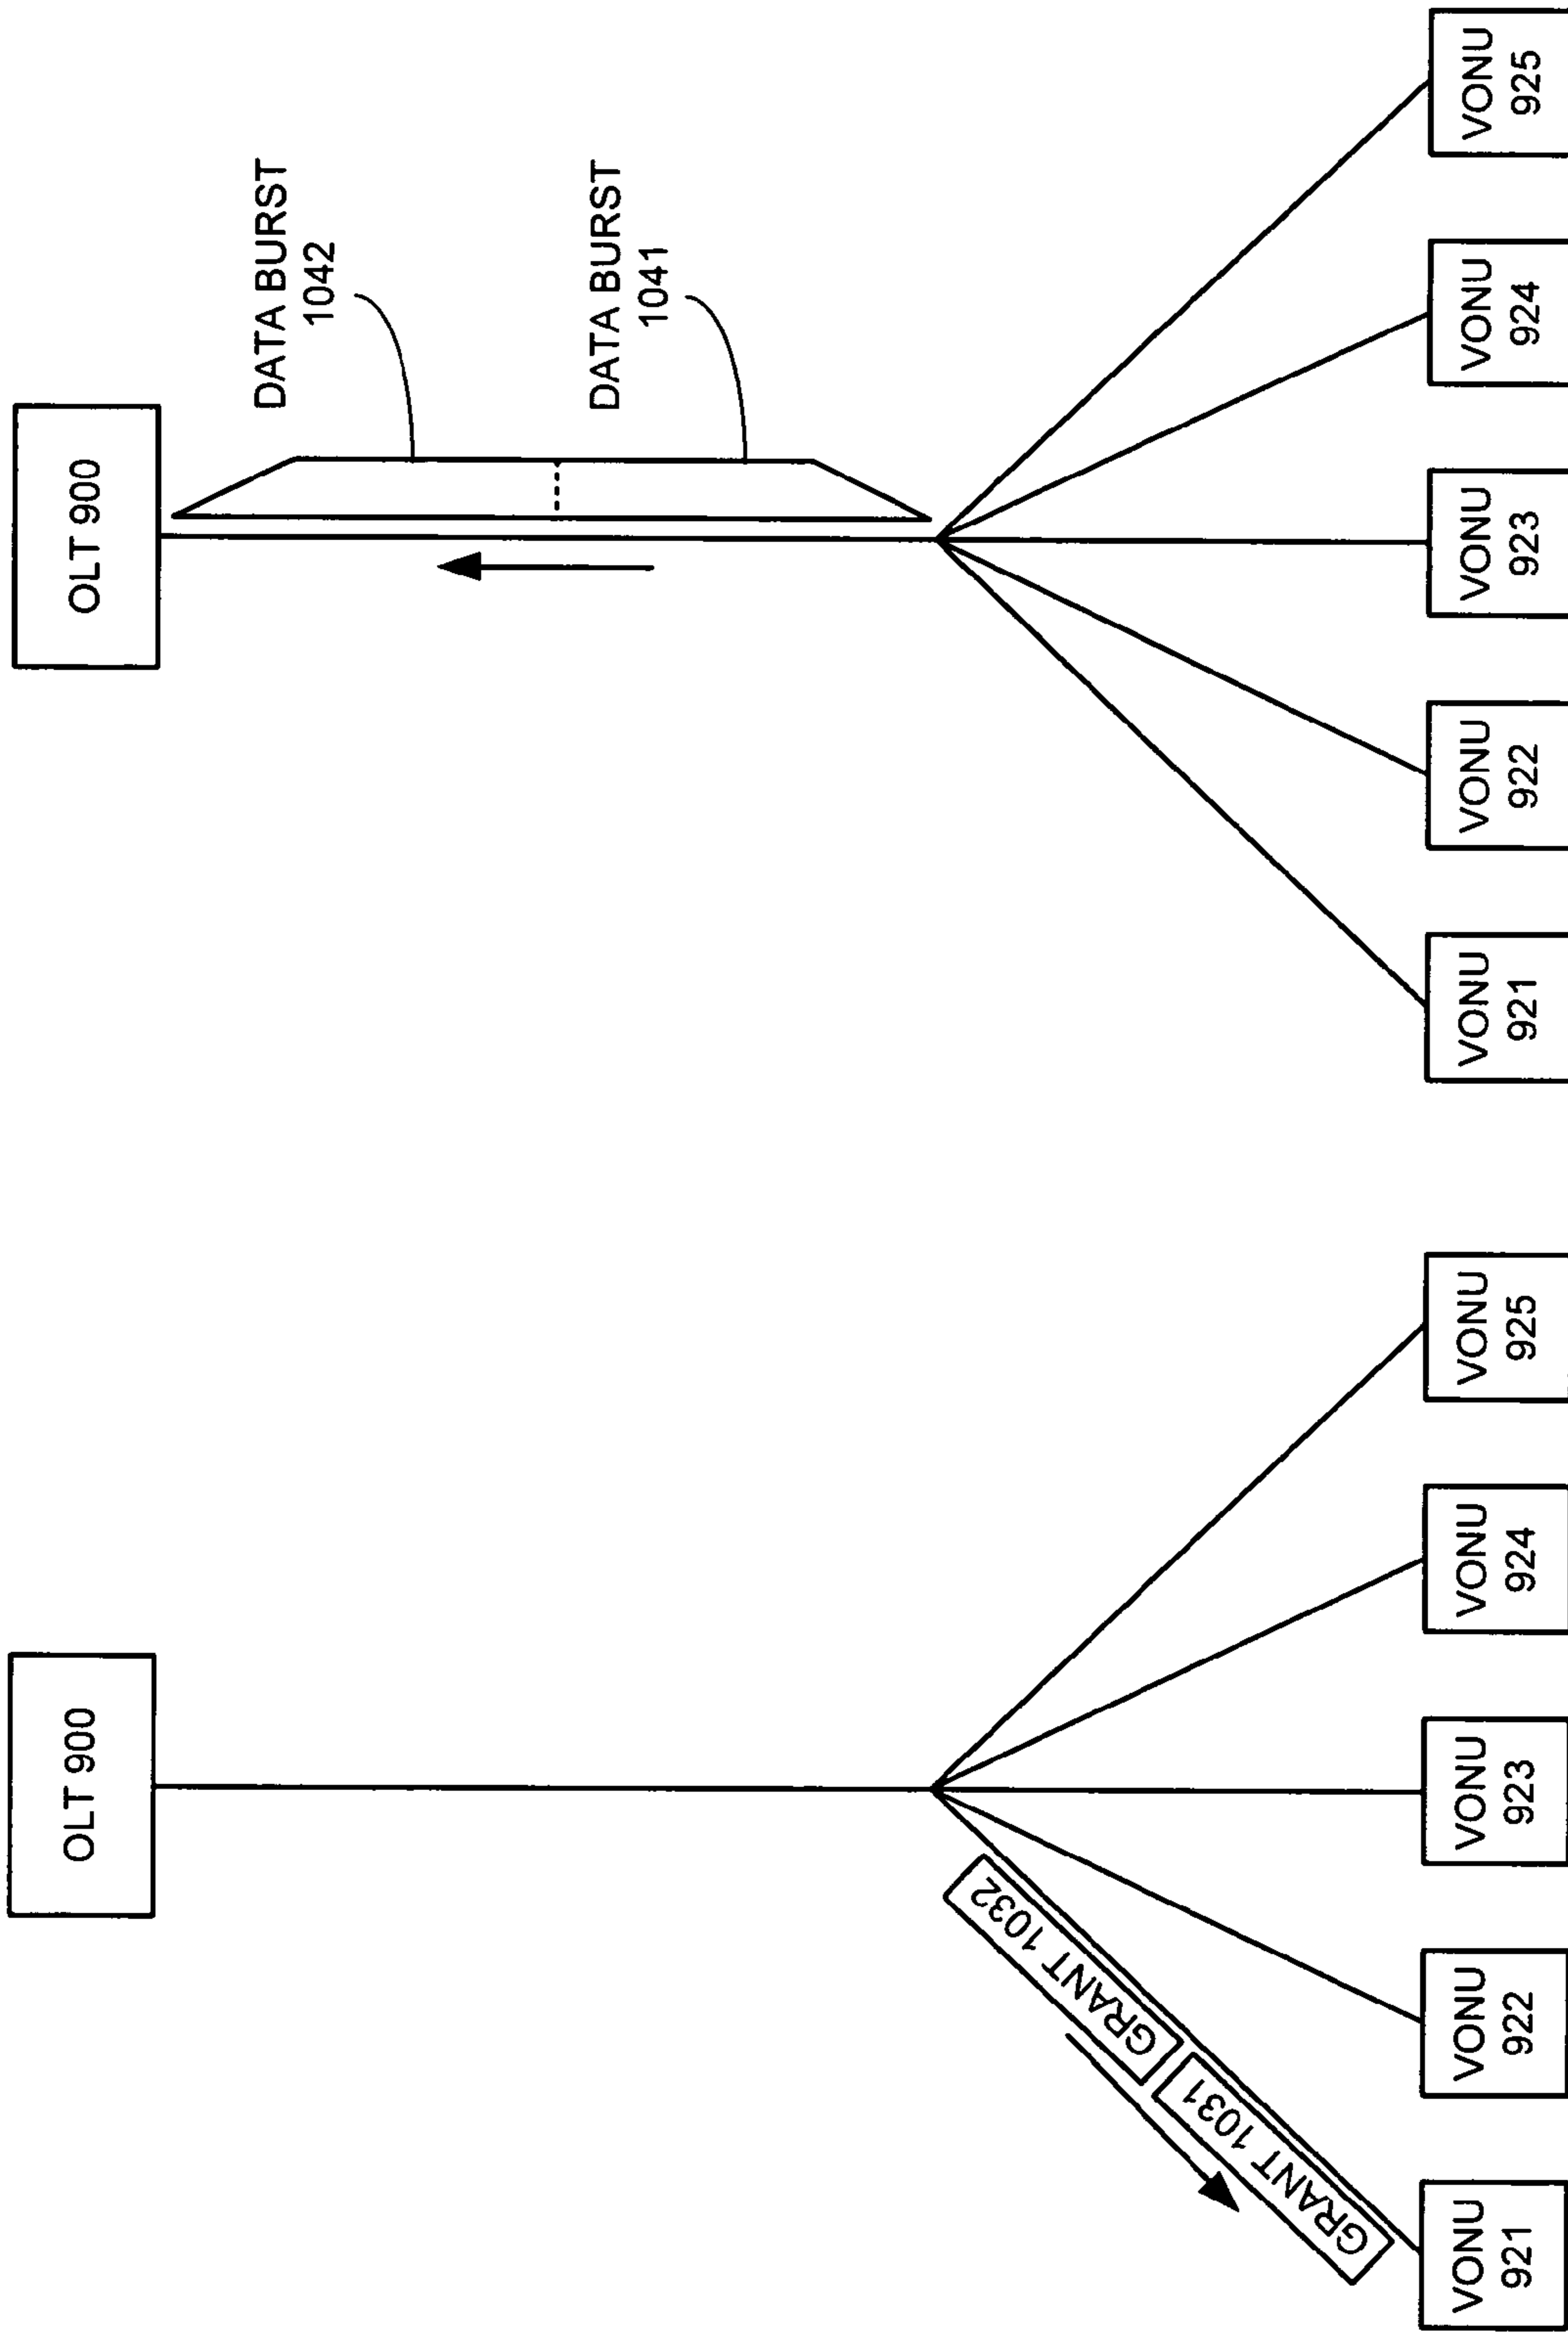 OLT 900
GRANT 1032
GRANT 1031
VONU
921
VONU
922
VONU
923
VONU
924
VONU
925
OLT 900
DATA BURST
1042
DATA BURST
1041
VONU
921
VONU
922
VONU
923
VONU
924
VONU
925